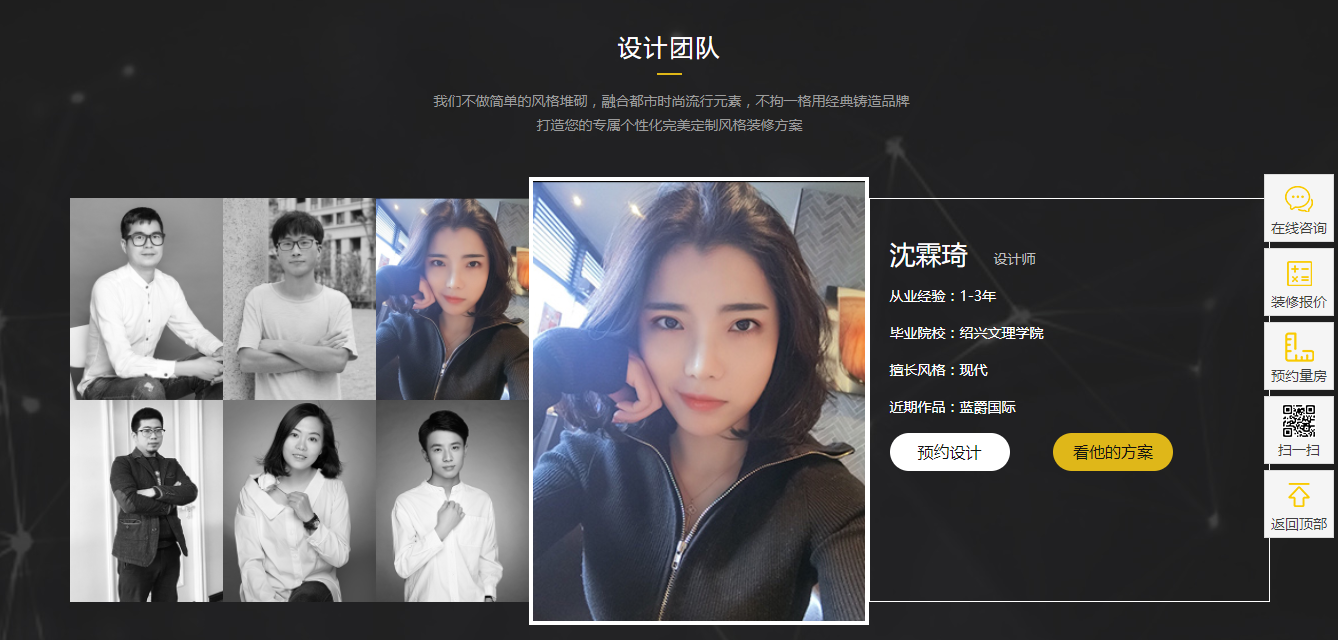 设计团队
我们不做简单的风格堆砌，融合都市时尚流行元素，不拘一格用经典铸造品牌
打造您的专属个性化完美定制风格装修方案
沈霖琦 设计师
从业经验：1-3年
毕业院校：绍兴文理学院
擅长风格：现代
近期作品：蓝爵国际
预约设计 看他的方案
在线咨询
装修报价
预约量房
扫一扫
返回顶部